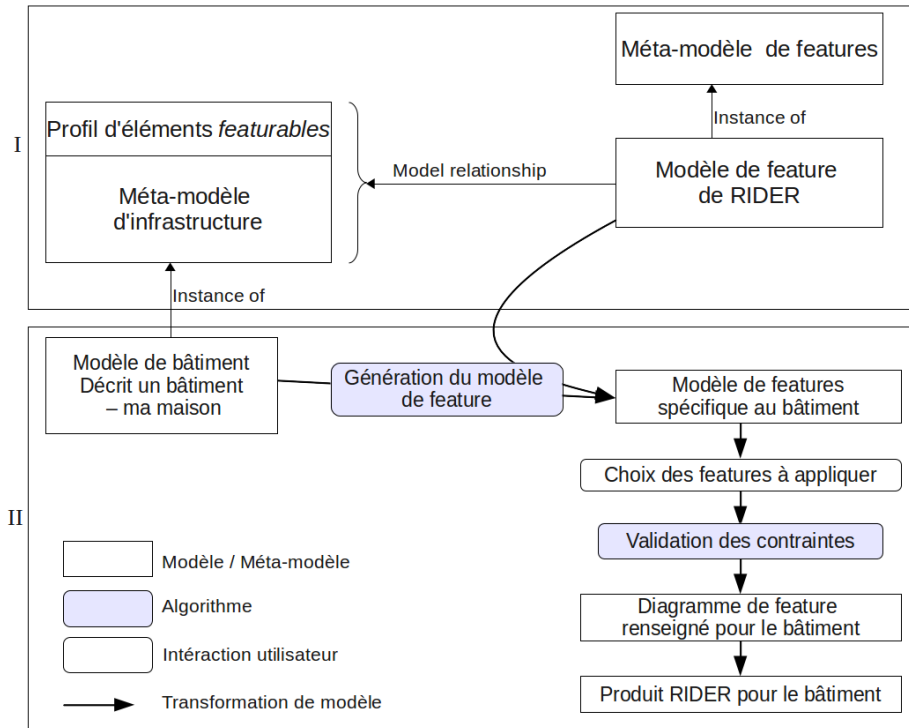 Méta-modèle de features
Profil d'éléments featurables
I
Instance of
Model relationship
Modèle de feature
de RIDER
Méta-modèle
d'infrastructure
Instance of
Modèle de bâtiment
Décrit un bâtiment
– ma maison
Génération du modèle
de feature
Modèle de features
spécifique au bâtiment
Choix des features à appliquer
II
Validation des contraintes
Modèle / Méta-modèle
Algorithme
Diagramme de feature
renseigné pour le bâtiment
Intéraction utilisateur
Transformation de modèle
Produit RIDER pour le bâtiment